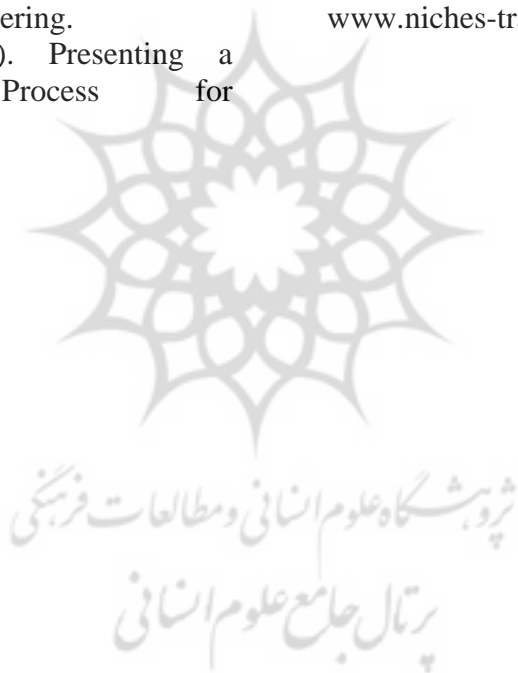 ering. www.niches-tr
). Presenting a
Process for
پژوهشگاه علوم انسانی و مطالعات فرهنگی
پرتال جامع علوم انسانی